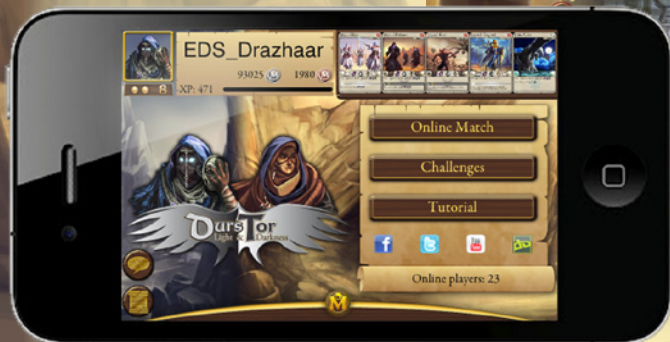 EDS_Drazhaar
93025 1980
8 XP: 471
Online Match
Challenges
Tutorial
DursTor
Light & Darkness
Online players: 23
M